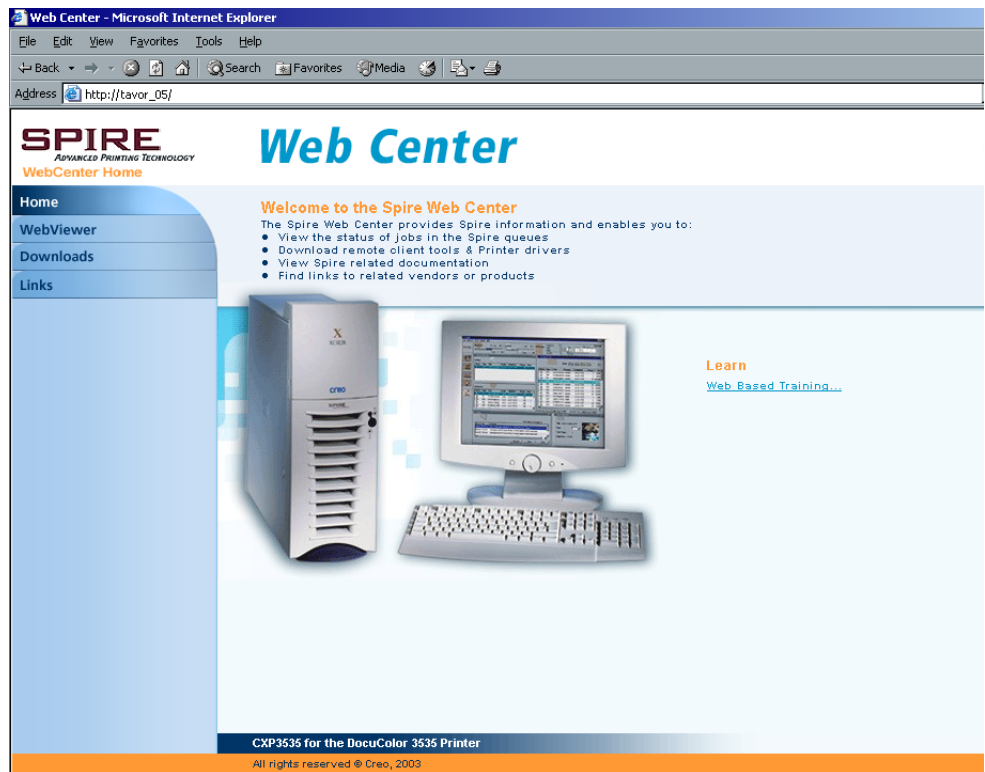 Web Center - Microsoft Internet Explorer
File Edit View Favorites Tools Help
Back Search Favorites Media
Address http://tavor_05/
SPIRE
ADVANCED PRINTING TECHNOLOGY
WebCenter Home
Web Center
Home
WebViewer
Downloads
Links
Welcome to the Spire Web Center
The Spire Web Center provides Spire information and enables you to:
● View the status of jobs in the Spire queues
● Download remote client tools & Printer drivers
● View Spire related documentation
● Find links to related vendors or products
X
XEROX
creo
SPIRE
Learn
Web Based Training...
CXP3535 for the DocuColor 3535 Printer
All rights reserved © Creo, 2003